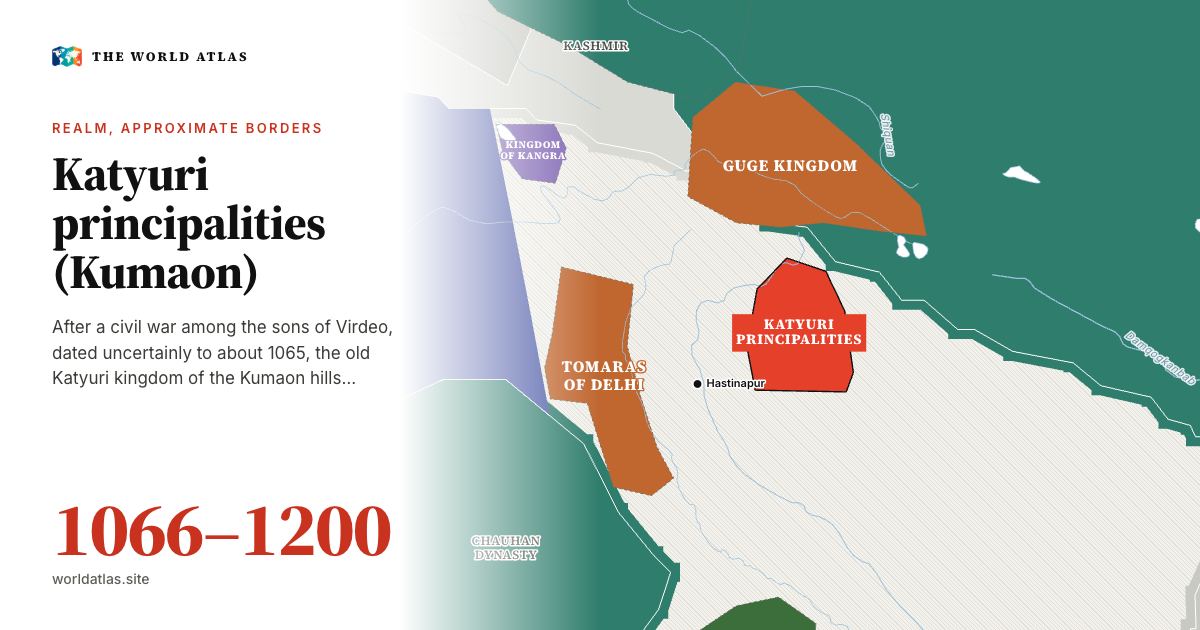 THE WORLD ATLAS
REALM, APPROXIMATE BORDERS
Katyuri
principalities
(Kumaon)
After a civil war among the sons of Virdeo,
dated uncertainly to about 1065, the old
Katyuri kingdom of the Kumaon hills...
1066–1200
worldatlas.site
KASHMIR
KINGDOM
OF KANGRA
GUGE KINGDOM
Shiquan
KATYURI
PRINCIPALITIES
TOMARAS
OF DELHI
Hastinapur
Damqogkanbab
CHAUHAN
DYNASTY